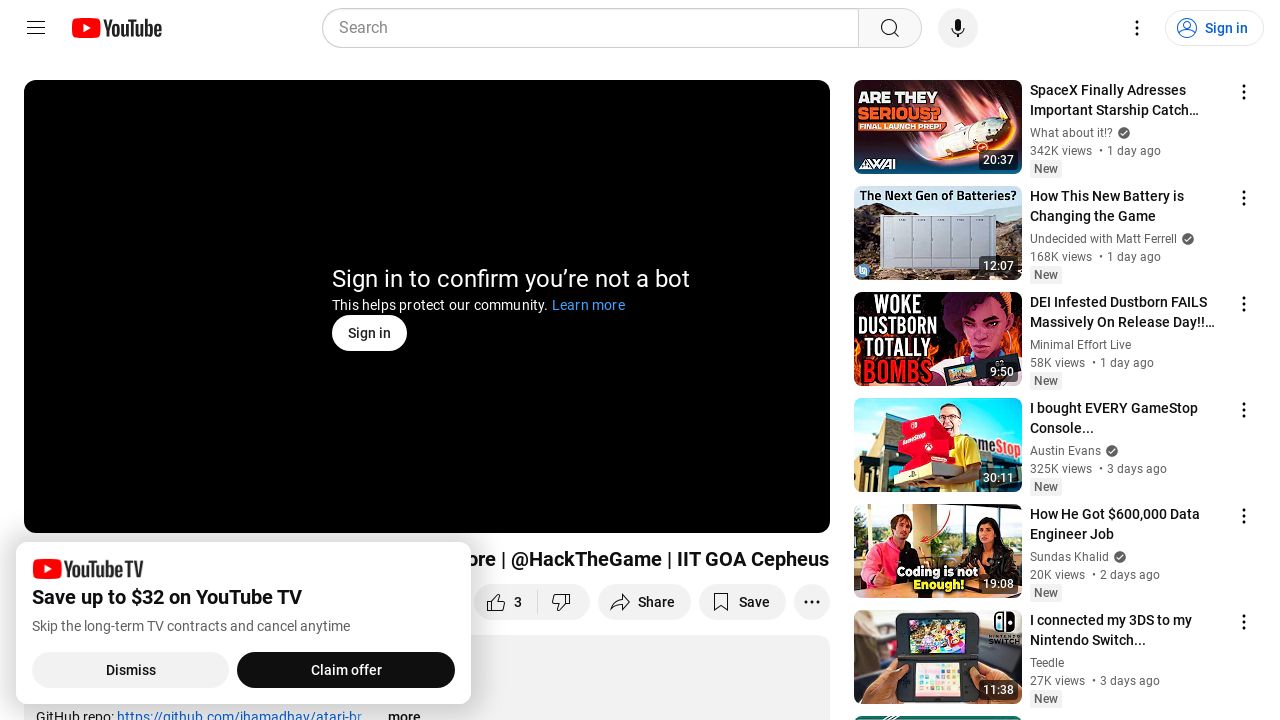 YouTube
Search
Sign in
Sign in to confirm you’re not a bot
This helps protect our community. Learn more
Sign in
ore | @HackTheGame | IIT GOA Cepheus
3
Share
Save
YouTube TV
Save up to $32 on YouTube TV
Skip the long-term TV contracts and cancel anytime
Dismiss
Claim offer
GitHub repo: https://github.com/jhamadhav/atari-br
...more
ARE THEY
SERIOUS?
FINAL LAUNCH PREP!
WAI
20:37
SpaceX Finally Adresses
Important Starship Catch…
What about it!?
342K views • 1 day ago
New
The Next Gen of Batteries?
12:07
How This New Battery is
Changing the Game
Undecided with Matt Ferrell
168K views • 1 day ago
New
WOKE
DUSTBORN
TOTALLY
BOMBS
9:50
DEI Infested Dustborn FAILS
Massively On Release Day!!…
Minimal Effort Live
58K views • 1 day ago
New
GameStop
GameStop
30:11
I bought EVERY GameStop
Console...
Austin Evans
325K views • 3 days ago
New
Coding is not
Enough!
19:08
How He Got $600,000 Data
Engineer Job
Sundas Khalid
20K views • 2 days ago
New
NINTENDO
SWITCH
11:38
I connected my 3DS to my
Nintendo Switch...
Teedle
27K views • 3 days ago
New